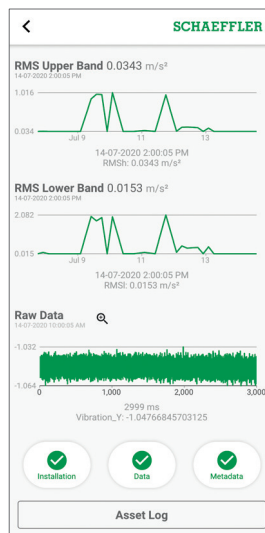 SCHAEFFLER
RMS Upper Band 0.0343 m/s²
14-07-2020 2:00:05 PM
1.016
0.034
Jul 9 11 13
14-07-2020 2:00:05 PM
RMSh: 0.0343 m/s²
RMS Lower Band 0.0153 m/s²
14-07-2020 2:00:05 PM
2.082
0.015
Jul 9 11 13
14-07-2020 2:00:05 PM
RMSl: 0.0153 m/s²
Raw Data
14-07-2020 10:00:05 AM
-1.032
-1.064
0 1,000 2,000 3,000
2999 ms
Vibration_Y: -1.04766845703125
Installation Data Metadata
Asset Log